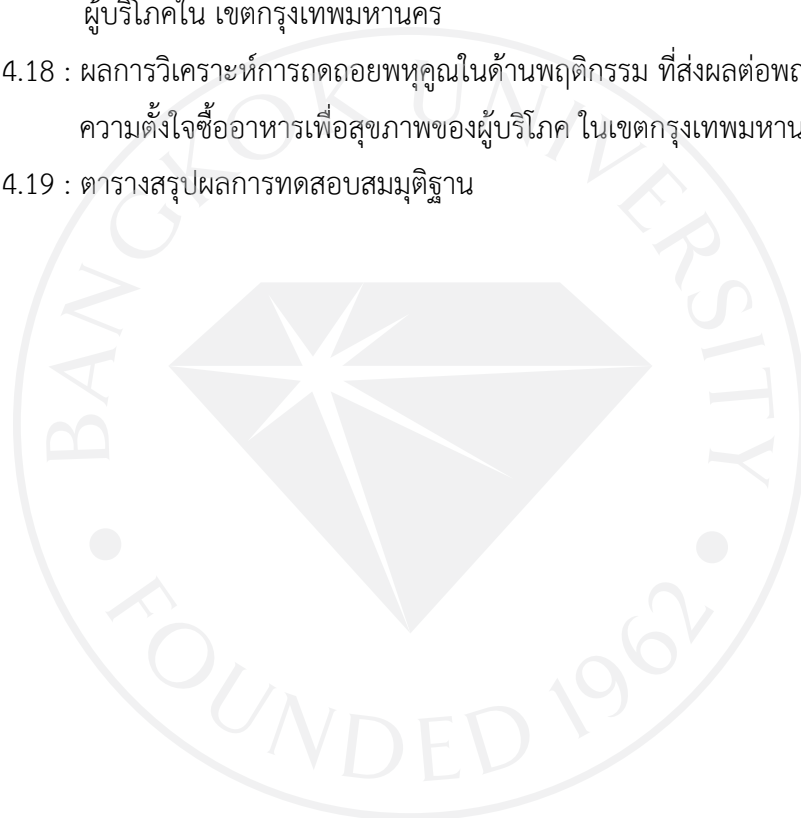 ผู้บริโภคใน เขตกรุงเทพมหานคร
4.18 : ผลการวิเคราะห์การถดถอยพหุคูณในด้านพฤติกรรม ที่ส่งผลต่อ
ความตั้งใจซื้ออาหารเพื่อสุขภาพของผู้บริโภค ในเขต
4.19 : ตารางสรุปผลการทดสอบสมมุติฐาน
BANGKOK UNIVERSITY
FOUNDED 1962